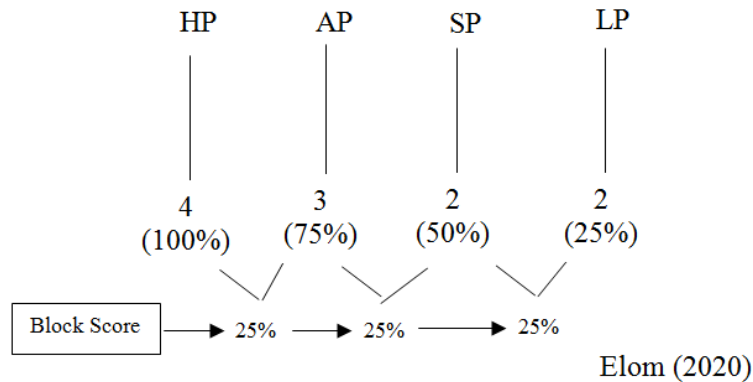 HP AP SP LP
4 3 2 2
(100%) (75%) (50%) (25%)
Block Score 25% 25% 25%
Elom (2020)